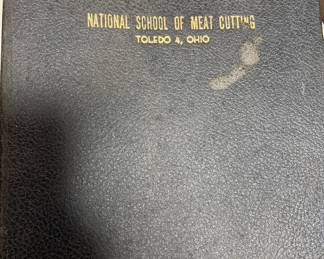 NATIONAL SCHOOL OF MEAT CUTTING
TOLEDO 4, OHIO